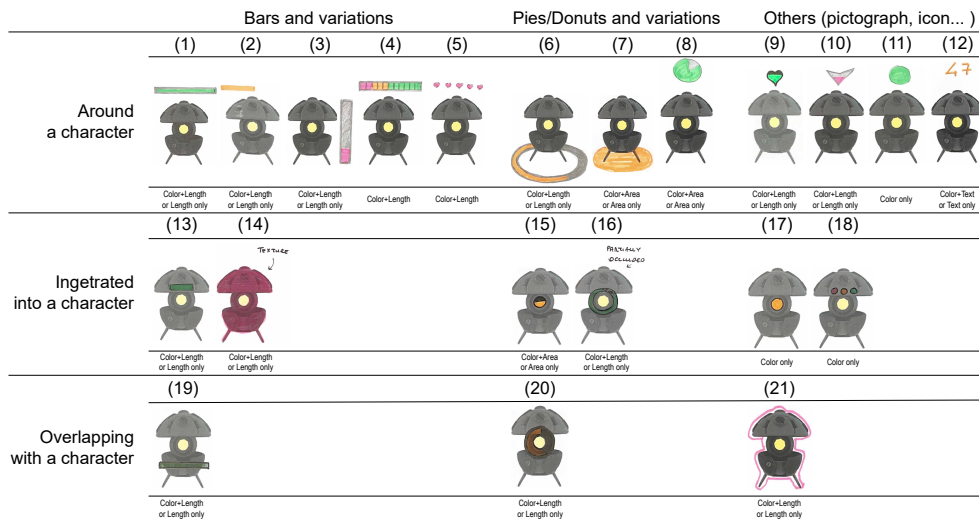 Bars and variations Pies/Donuts and variations Others (pictograph, icon... )
(1) (2) (3) (4) (5) (6) (7) (8) (9) (10) (11) (12)
47
Around
a character
Color+Length
or Length only
Color+Length
or Length only
Color+Length
or Length only
Color+Length
Color+Length
Color+Length
or Length only
Color+Area
or Area only
Color+Area
or Area only
Color+Length
or Length only
Color+Length
or Length only
Color only
Color+Text
or Text only
(13) (14) (15) (16) (17) (18)
TEXTURE
PARTIALLY
OCCLUDED
Ingetrated
into a character
Color+Length
or Length only
Color+Length
or Length only
Color+Area
or Area only
Color+Length
or Length only
Color only
Color only
(19) (20) (21)
Overlapping
with a character
Color+Length
or Length only
Color+Length
or Length only
Color+Length
or Length only